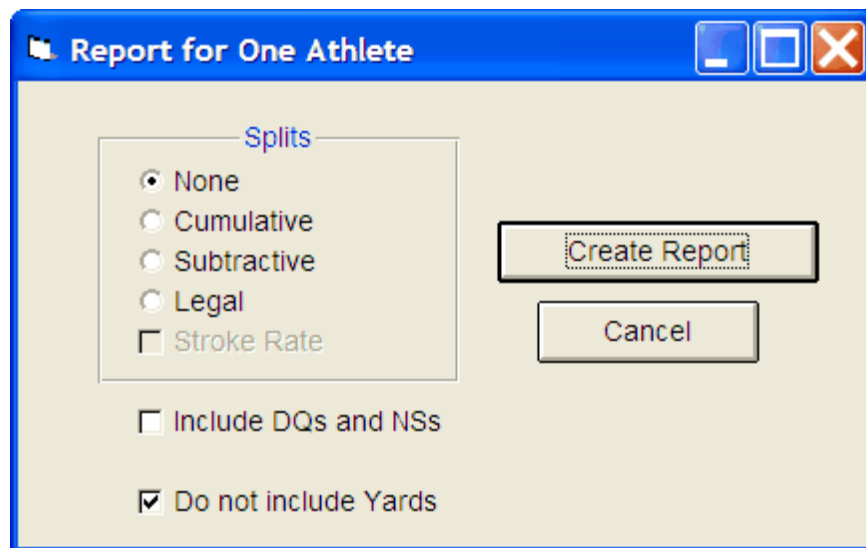 Report for One Athlete
Splits
None
Cumulative
Subtractive
Legal
Stroke Rate
Create Report
Cancel
Include DQs and NSs
Do not include Yards